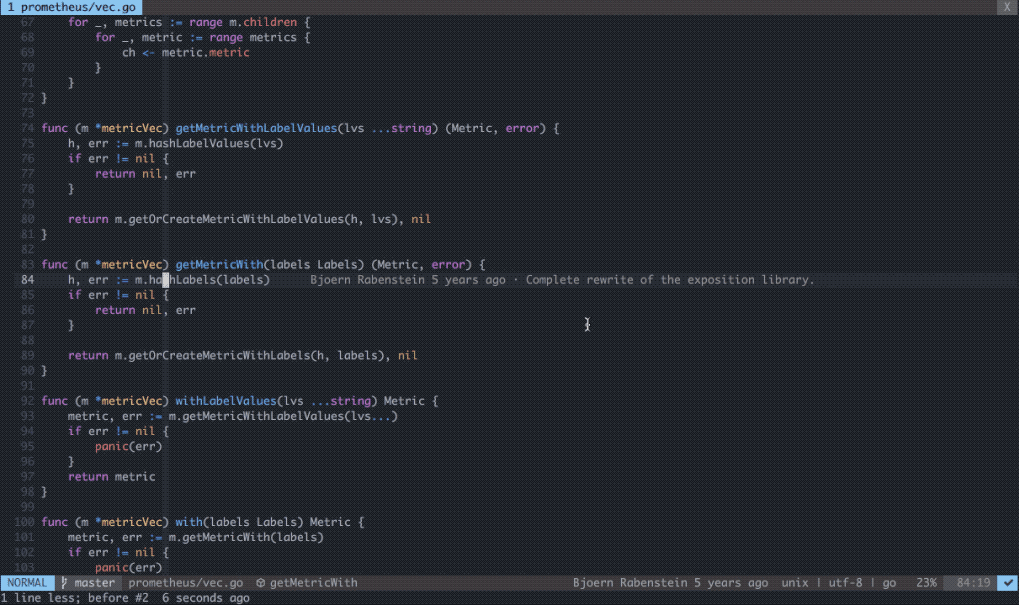 1 prometheus/vec.go X
67 for _, metrics := range m.children {
68 for _, metric := range metrics {
69 ch <- metric.metric
70 }
71 }
72 }
73
74 func (m *metricVec) getMetricWithLabelValues(lvs ...string) (Metric, error) {
75 h, err := m.hashLabelValues(lvs)
76 if err != nil {
77 return nil, err
78 }
79
80 return m.getOrCreateMetricWithLabelValues(h, lvs), nil
81 }
82
83 func (m *metricVec) getMetricWith(labels Labels) (Metric, error) {
84 h, err := m.hashLabels(labels) Bjoern Rabenstein 5 years ago · Complete rewrite of the exposition library.
85 if err != nil {
86 return nil, err
87 }
88
89 return m.getOrCreateMetricWithLabels(h, labels), nil
90 }
91
92 func (m *metricVec) withLabelValues(lvs ...string) Metric {
93 metric, err := m.getMetricWithLabelValues(lvs...)
94 if err != nil {
95 panic(err)
96 }
97 return metric
98 }
99
100 func (m *metricVec) with(labels Labels) Metric {
101 metric, err := m.getMetricWith(labels)
102 if err != nil {
103 panic(err)
NORMAL master prometheus/vec.go getMetricWith Bjoern Rabenstein 5 years ago unix | utf-8 | go 23% 84:19
1 line less; before #2 6 seconds ago